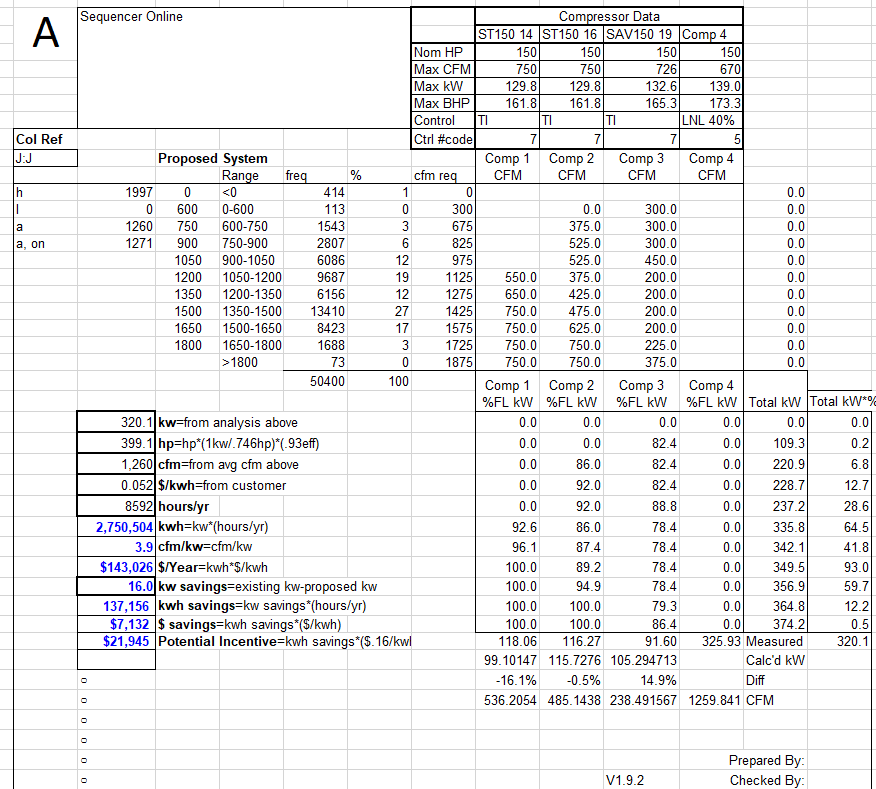 A
Sequencer Online
Compressor Data
ST150 14 ST150 16 SAV150 19 Comp 4
Nom HP 150 150 150 150
Max CFM 750 750 726 670
Max kW 129.8 129.8 132.6 139.0
Max BHP 161.8 161.8 165.3 173.3
Control TI TI TI LNL 40%
Col Ref Ctrl #code 7 7 7 5
J:J Proposed System Comp 1 Comp 2 Comp 3 Comp 4
Range freq % cfm req CFM CFM CFM CFM
h 1997 0 <0 414 1 0 0.0
l 0 600 0-600 113 0 300 0.0 300.0 0.0
a 1260 750 600-750 1543 3 675 375.0 300.0 0.0
a, on 1271 900 750-900 2807 6 825 525.0 300.0 0.0
1050 900-1050 6086 12 975 525.0 450.0 0.0
1200 1050-1200 9687 19 1125 550.0 375.0 200.0 0.0
1350 1200-1350 6156 12 1275 650.0 425.0 200.0 0.0
1500 1350-1500 13410 27 1425 750.0 475.0 200.0 0.0
1650 1500-1650 8423 17 1575 750.0 625.0 200.0 0.0
1800 1650-1800 1688 3 1725 750.0 750.0 225.0 0.0
>1800 73 0 1875 750.0 750.0 375.0 0.0
50400 100 Comp 1 Comp 2 Comp 3 Comp 4
%FL kW %FL kW %FL kW %FL kW Total kW Total kW*%
320.1 kw=from analysis above 0.0 0.0 0.0 0.0 0.0 0.0
399.1 hp=hp*(1kw/.746hp)*(.93eff) 0.0 0.0 82.4 0.0 109.3 0.2
1,260 cfm=from avg cfm above 0.0 86.0 82.4 0.0 220.9 6.8
0.052 $/kwh=from customer 0.0 92.0 82.4 0.0 228.7 12.7
8592 hours/yr 0.0 92.0 88.8 0.0 237.2 28.6
2,750,504 kwh=kw*(hours/yr) 92.6 86.0 78.4 0.0 335.8 64.5
3.9 cfm/kw=cfm/kw 96.1 87.4 78.4 0.0 342.1 41.8
$143,026 $/Year=kwh*$/kwh 100.0 89.2 78.4 0.0 349.5 93.0
16.0 kw savings=existing kw-proposed kw 100.0 94.9 78.4 0.0 356.9 59.7
137,156 kwh savings=kw savings*(hours/yr) 100.0 100.0 79.3 0.0 364.8 12.2
$7,132 $ savings=kwh savings*($/kwh) 100.0 100.0 86.4 0.0 374.2 0.5
$21,945 Potential Incentive=kwh savings*($.16/kwl 118.06 116.27 91.60 325.93 Measured 320.1
99.10147 115.7276 105.294713 Calc'd kW
-16.1% -0.5% 14.9% Diff
536.2054 485.1438 238.491567 1259.841 CFM
Prepared By:
V1.9.2 Checked By: